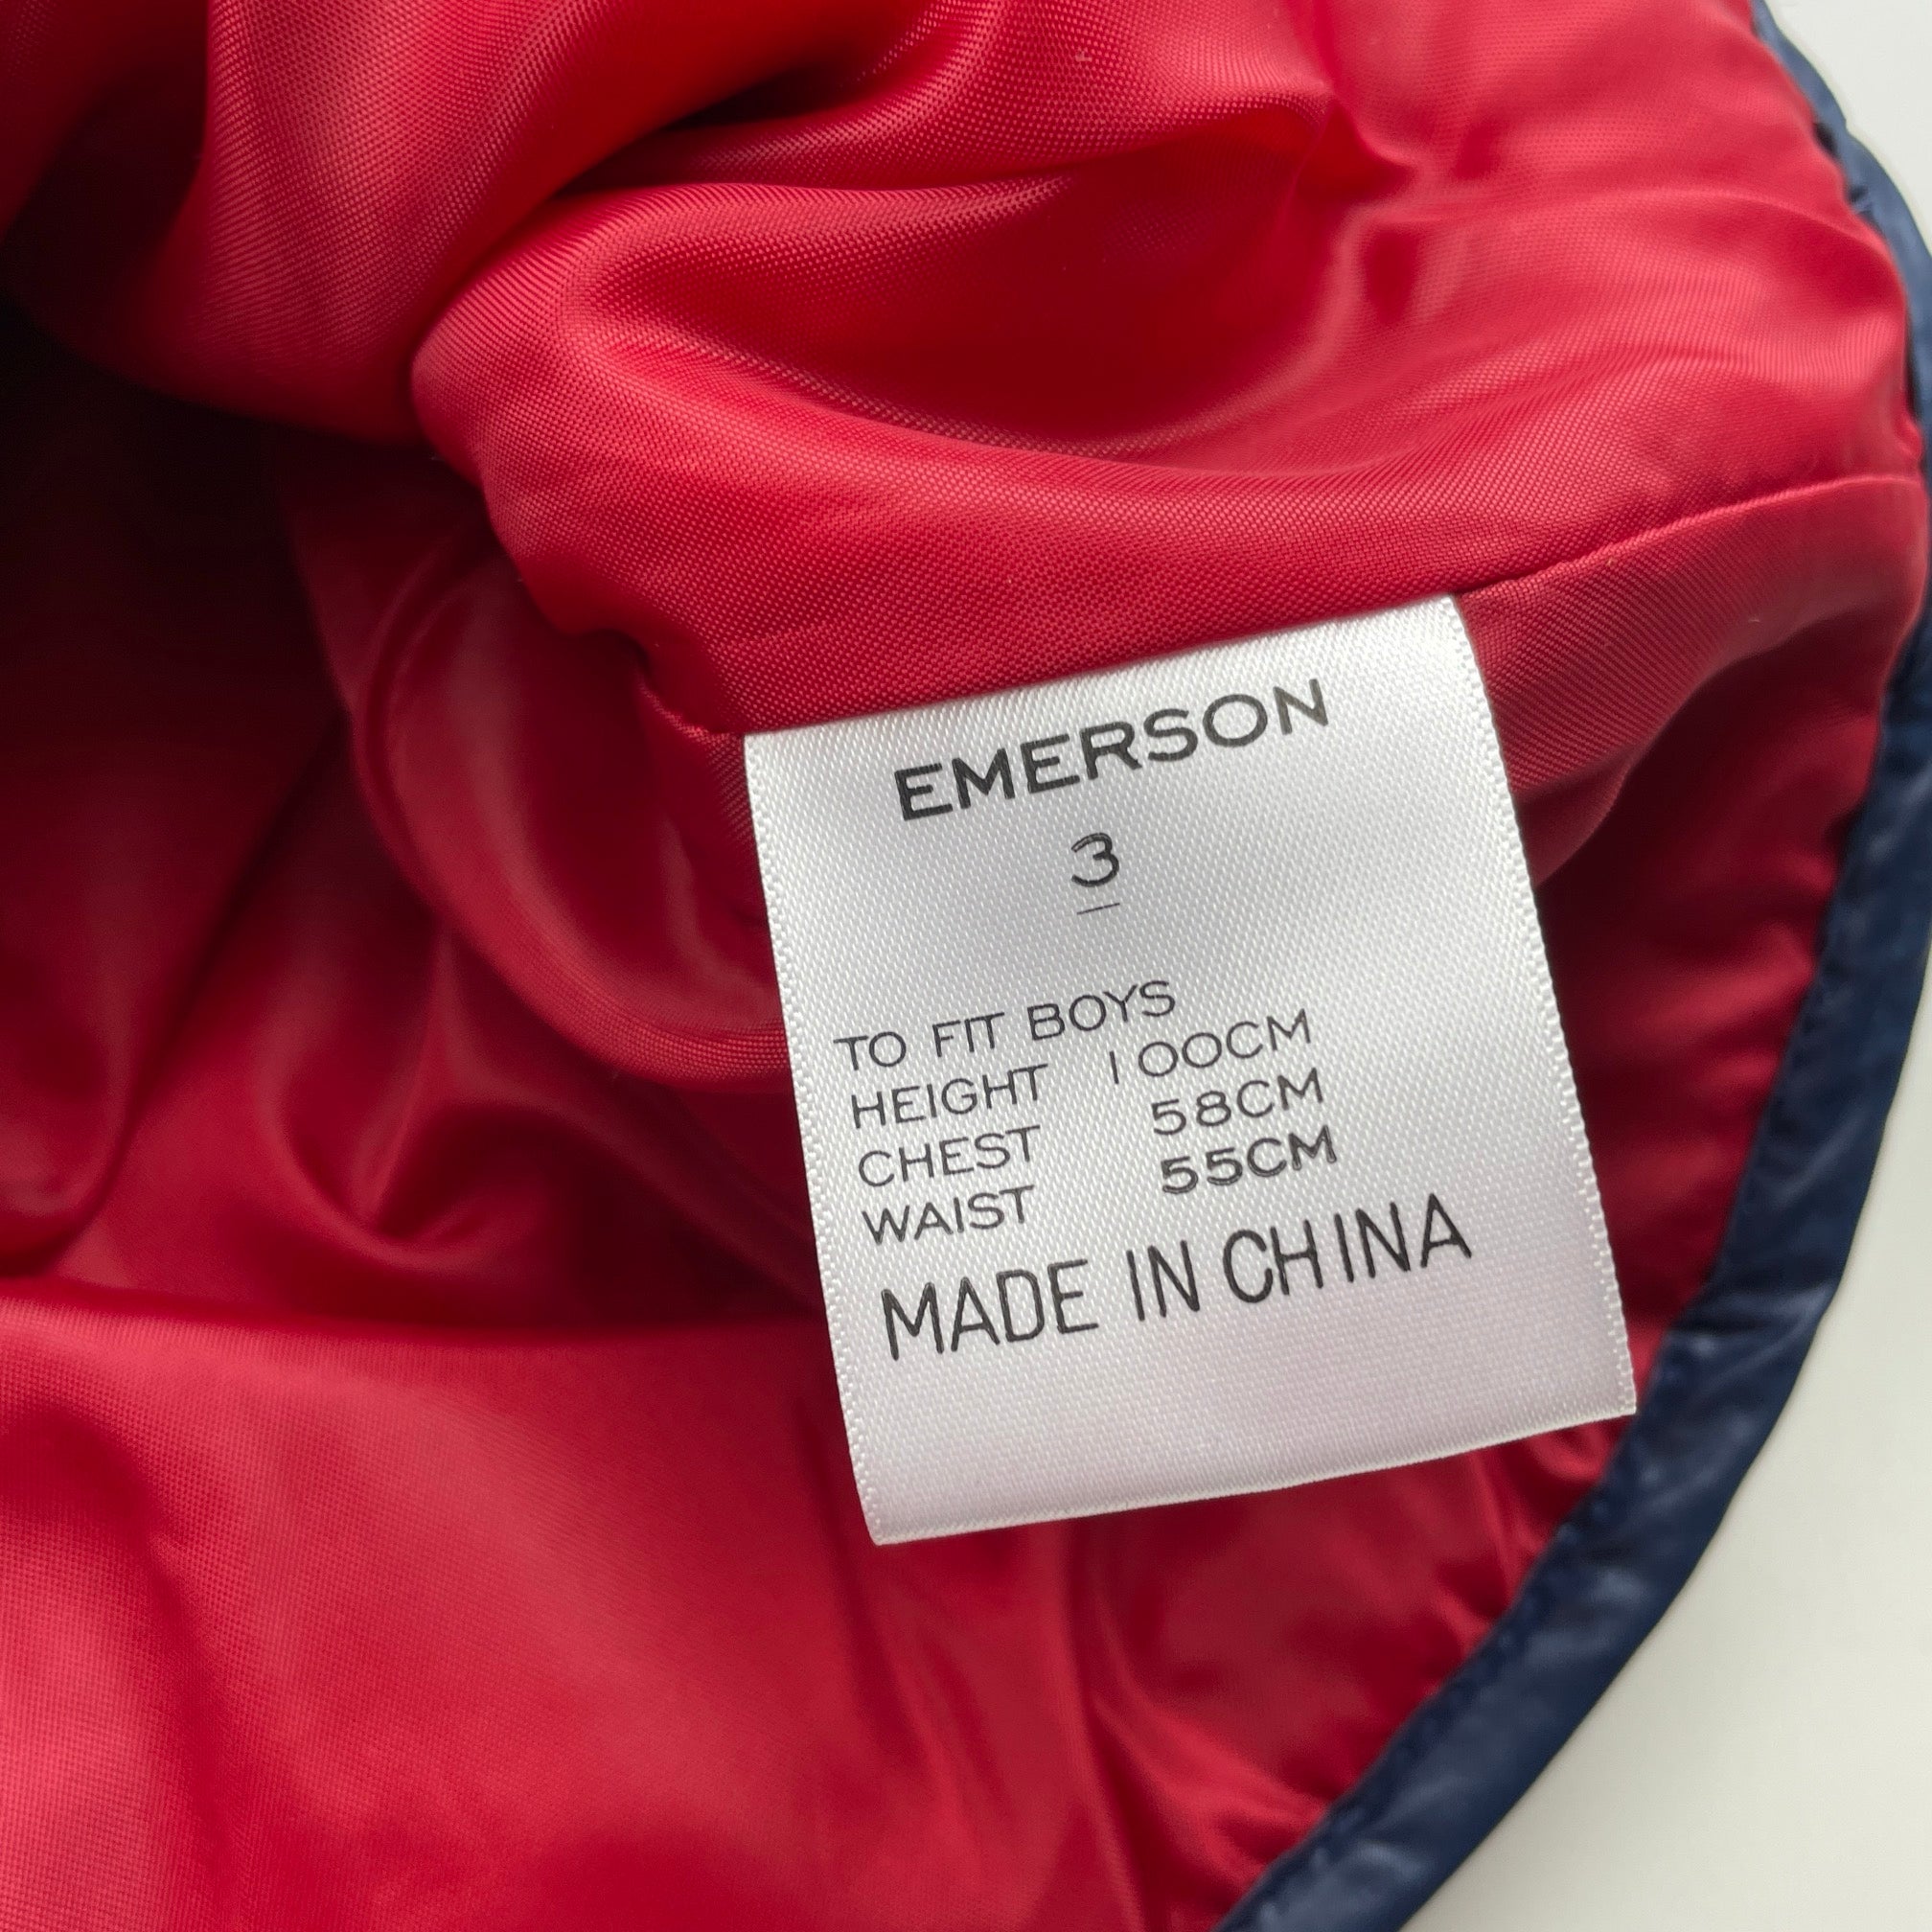 EMERSON
3
TO FIT BOYS
HEIGHT 100CM
CHEST 58CM
WAIST 55CM
MADE IN CHINA